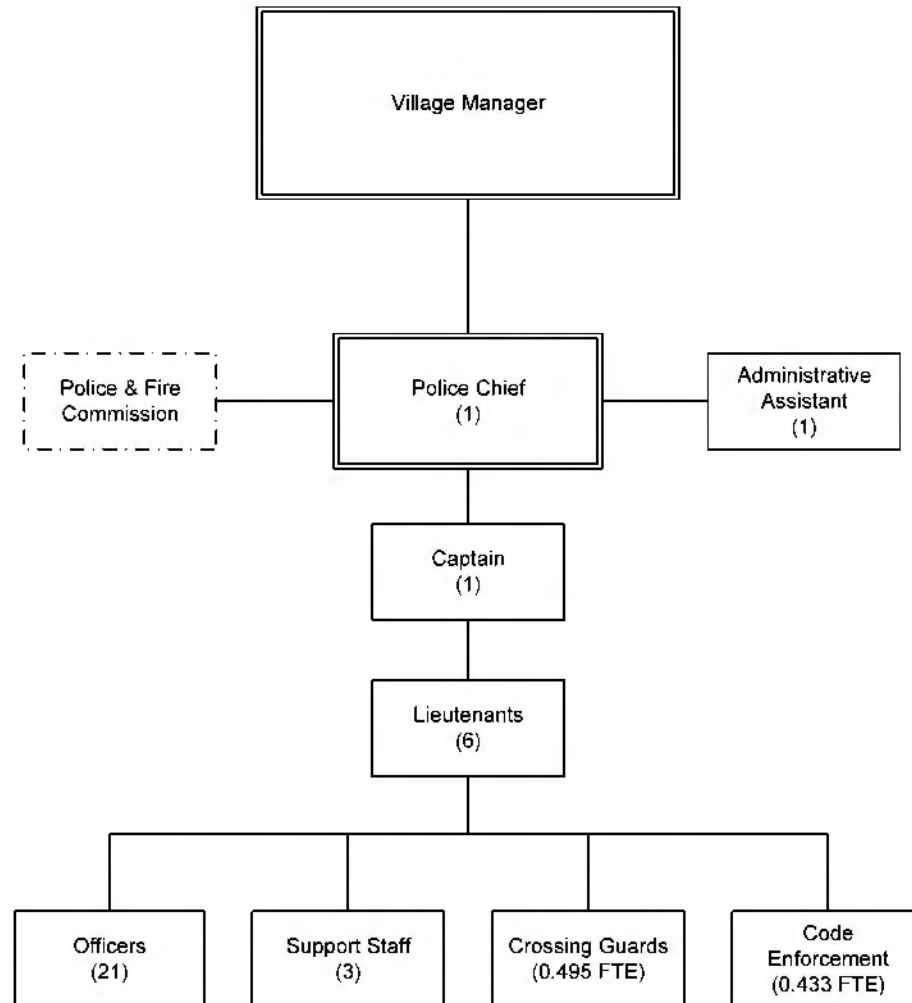 Village Manager
Police & Fire
Commission
Police Chief
(1)
Administrative
Assistant
(1)
Captain
(1)
Lieutenants
(6)
Officers
(21)
Support Staff
(3)
Crossing Guards
(0.495 FTE)
Code
Enforcement
(0.433 FTE)